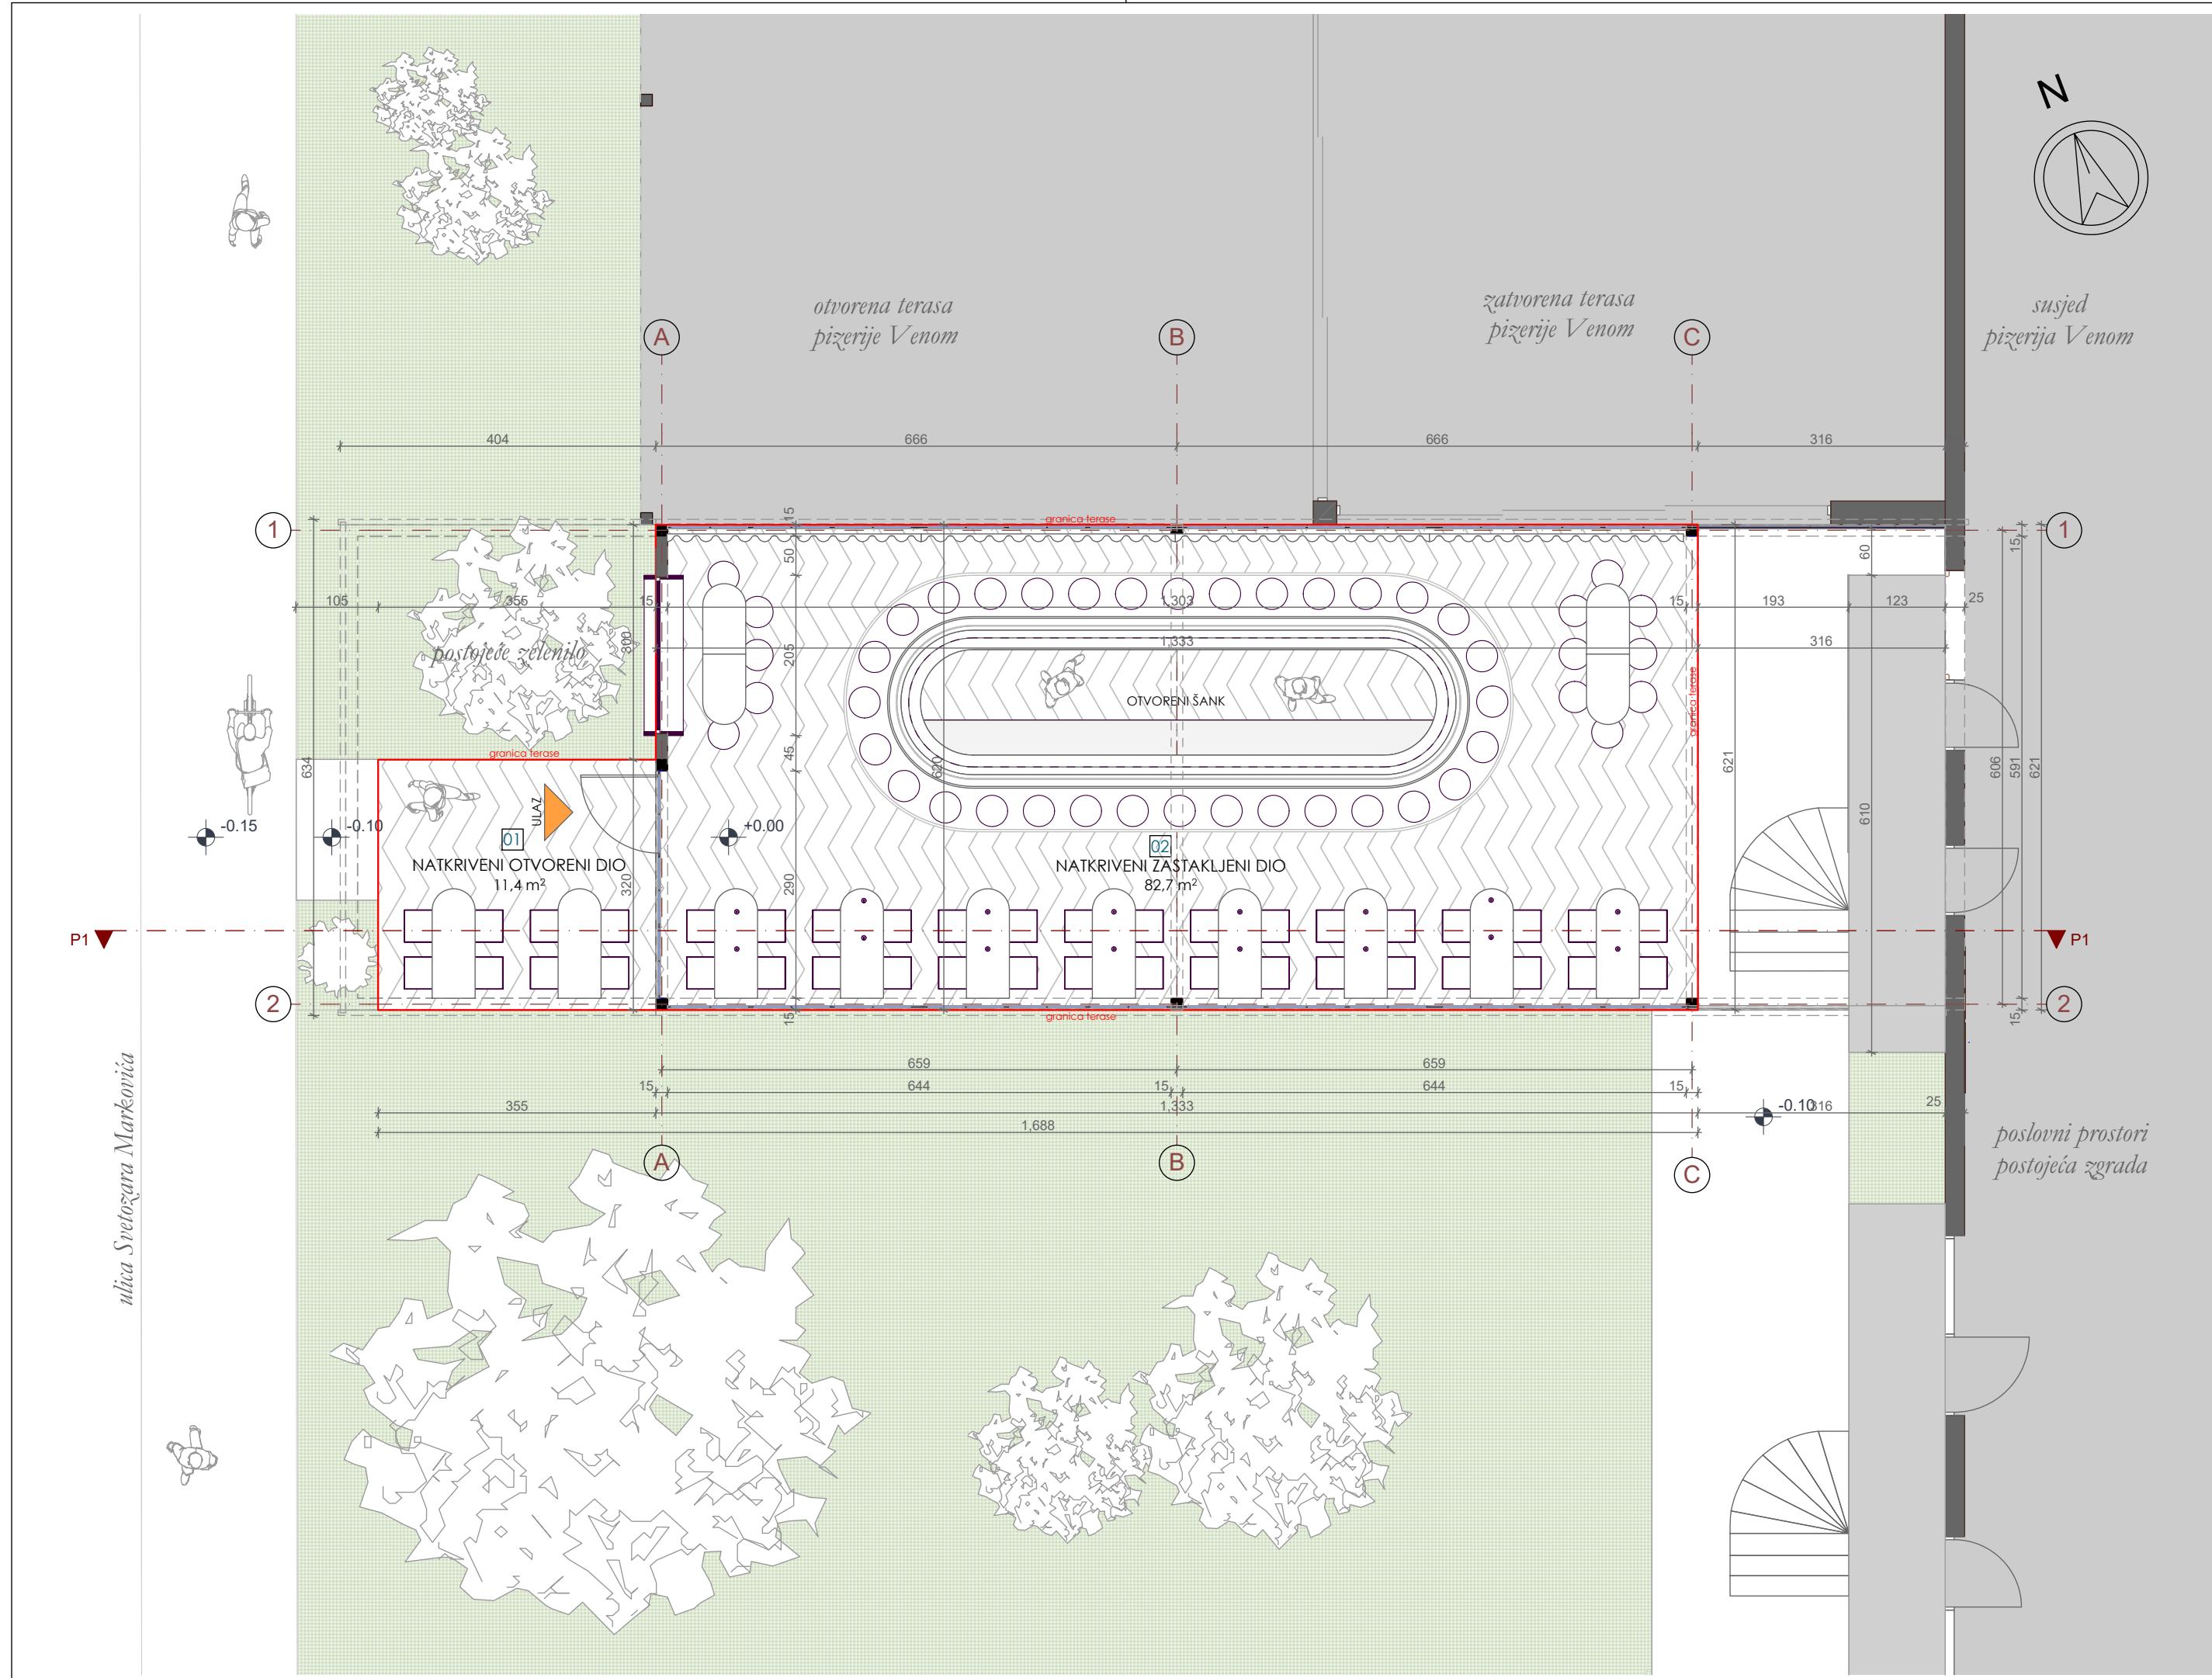 N
otvorena terasa
pizerije Venom
zatvorena terasa
pizerije Venom
susjed
pizerija Venom
A
B
C
404
666
666
316
1
granica terase
15
1
50
60
15
105
355
15
1,303
15
193
123
25
300
postojeće zelenilo
205
1,333
316
OTVORENI ŠANK
granica terase
granica terase
45
634
620
621
606
591
621
ULAZ
-0.15
-0.10
+0.00
610
01
NATKRIVENI OTVORENI DIO
11,4 m²
320
02
NATKRIVENI ZASTAKLJENI DIO
82,7 m²
290
P1
P1
2
granica terase
15
15
2
659
659
15
644
15
644
15
355
1,333
-0.10
316
25
1,688
A
B
C
ulica Svetozara Markovića
poslovni prostori
postojeća zgrada